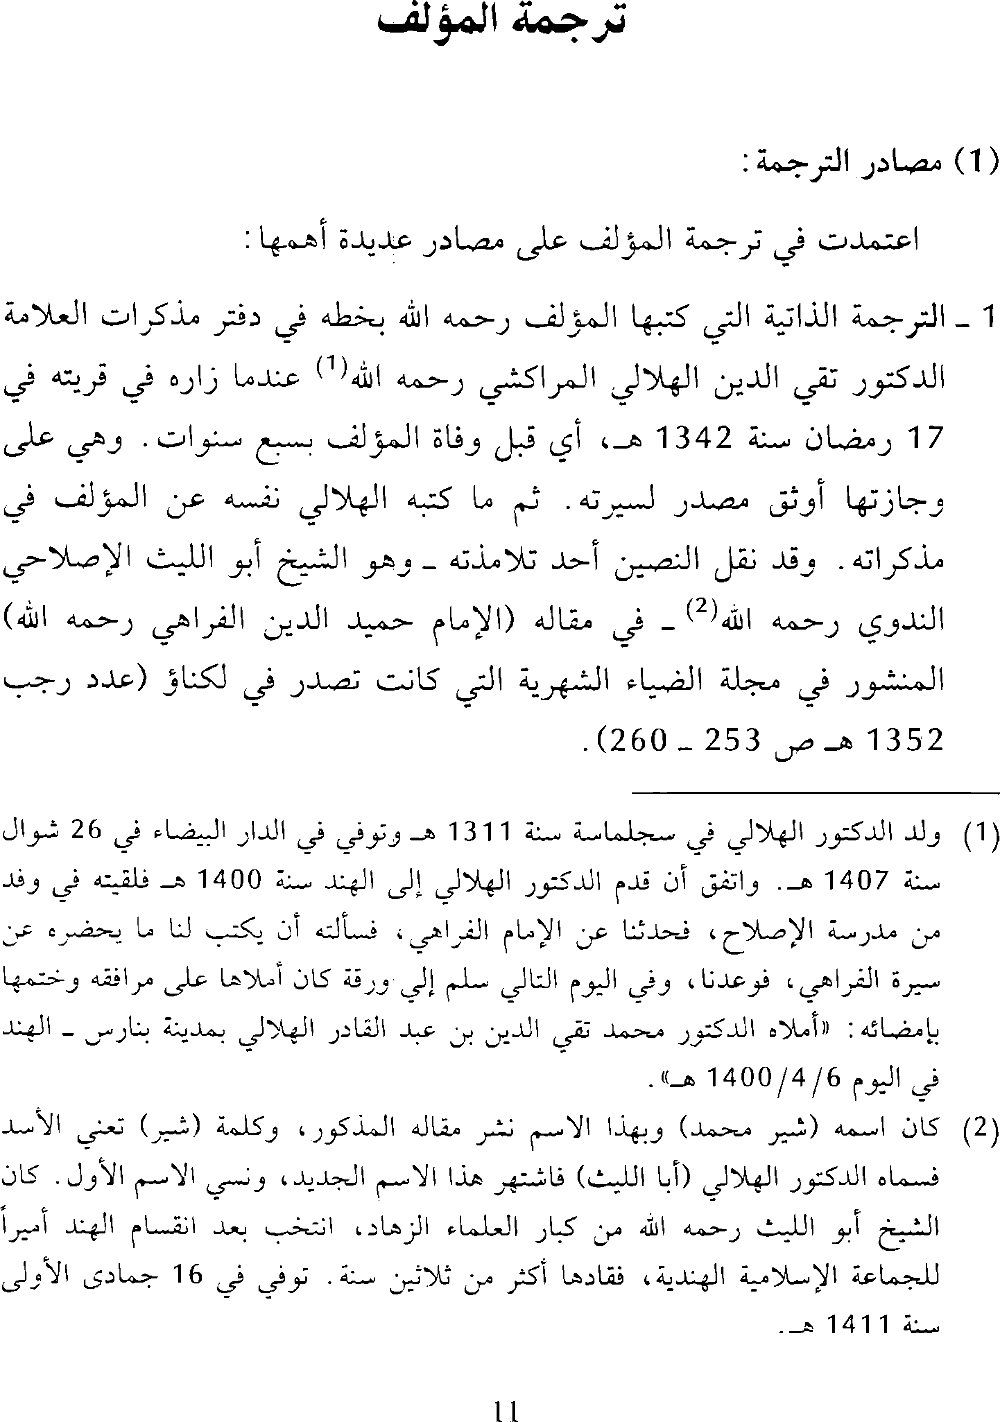 ترجمة المؤلف
(1) مصادر الترجمة:
اعتمدت في ترجمة المؤلف على مصادر عديدة أهمها:
1 ـ الترجمة الذاتية التي كتبها المؤلف رحمه الله بخطه في دفتر مذكرات العلامة
الدكتور تقي الدين الهلالي المراكشي رحمه الله(1) عندما زاره في قريته في
17 رمضان سنة 1342 هـ، أي قبل وفاة المؤلف بسبع سنوات. وهي على
وجازتها أوثق مصدر لسيرته. ثم ما كتبه الهلالي نفسه عن المؤلف في
مذكراته. وقد نقل النصين أحد تلامذته ـ وهو الشيخ أبو الليث الإصلاحي
الندوي رحمه الله(2) ـ في مقاله (الإمام حميد الدين الفراهي رحمه الله)
المنشور في مجلة الضياء الشهرية التي كانت تصدر في لكناؤ (عدد رجب
1352 هـ ص 253 ـ 260).
(1) ولد الدكتور الهلالي في سجلماسة سنة 1311 هـ وتوفي في الدار البيضاء في 26 شوال
سنة 1407 هـ. واتفق أن قدم الدكتور الهلالي إلى الهند سنة 1400 هـ فلقيته في وفد
من مدرسة الإصلاح، فحدثنا عن الإمام الفراهي، فسألته أن يكتب لنا ما يحضره عن
سيرة الفراهي، فوعدنا، وفي اليوم التالي سلم إلي ورقة كان أملاها على مرافقه وختمها
بإمضائه: «أملاه الدكتور محمد تقي الدين بن عبد القادر الهلالي بمدينة بنارس ـ الهند
في اليوم 6/4/1400 هـ».
(2) كان اسمه (شير محمد) وبهذا الاسم نشر مقاله المذكور، وكلمة (شير) تعني الأسد
فسماه الدكتور الهلالي (أبا الليث) فاشتهر هذا الاسم الجديد، ونسي الاسم الأول. كان
الشيخ أبو الليث رحمه الله من كبار العلماء الزهاد، انتخب بعد انقسام الهند أميراً
للجماعة الإسلامية الهندية، فقادها أكثر من ثلاثين سنة. توفي في 16 جمادى الأولى
سنة 1411 هـ.
11